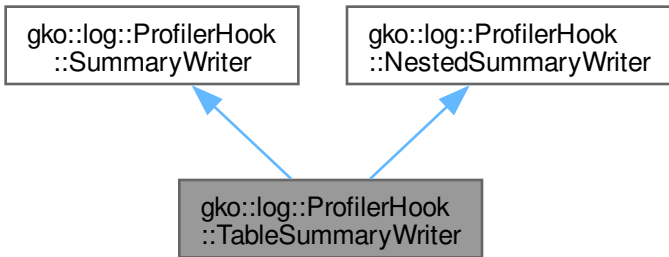 gko::log::ProfilerHook
::SummaryWriter
gko::log::ProfilerHook
::NestedSummaryWriter
gko::log::ProfilerHook
::TableSummaryWriter